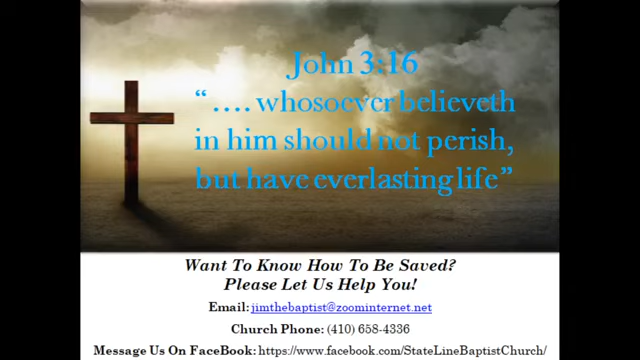 John 3:16
“ .... whosoever believeth
in him should not perish,
but have everlasting life”
Want To Know How To Be Saved?
Please Let Us Help You!
Email: jimthebaptist@zoominternet.net
Church Phone: (410) 658-4336
Message Us On FaceBook: https://www.facebook.com/StateLineBaptistChurch/